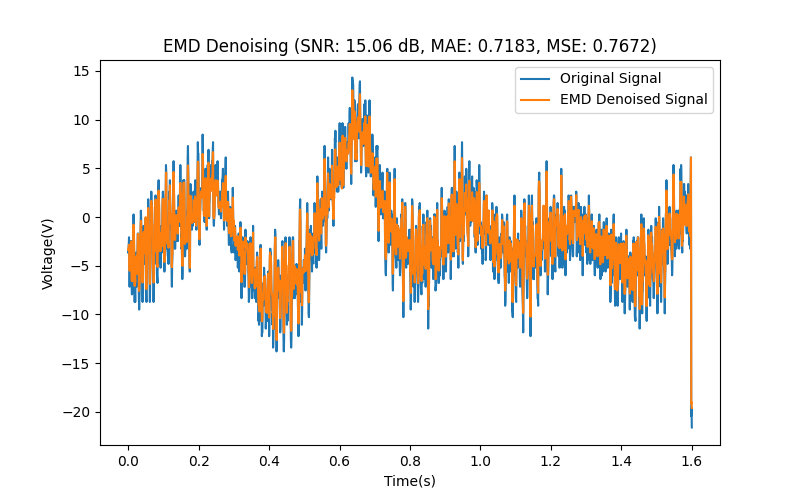 EMD Denoising (SNR: 15.06 dB, MAE: 0.7183, MSE: 0.7672)
Original Signal
EMD Denoised Signal
Voltage(V)
15
10
5
0
−5
−10
−15
−20
0.0 0.2 0.4 0.6 0.8 1.0 1.2 1.4 1.6
Time(s)